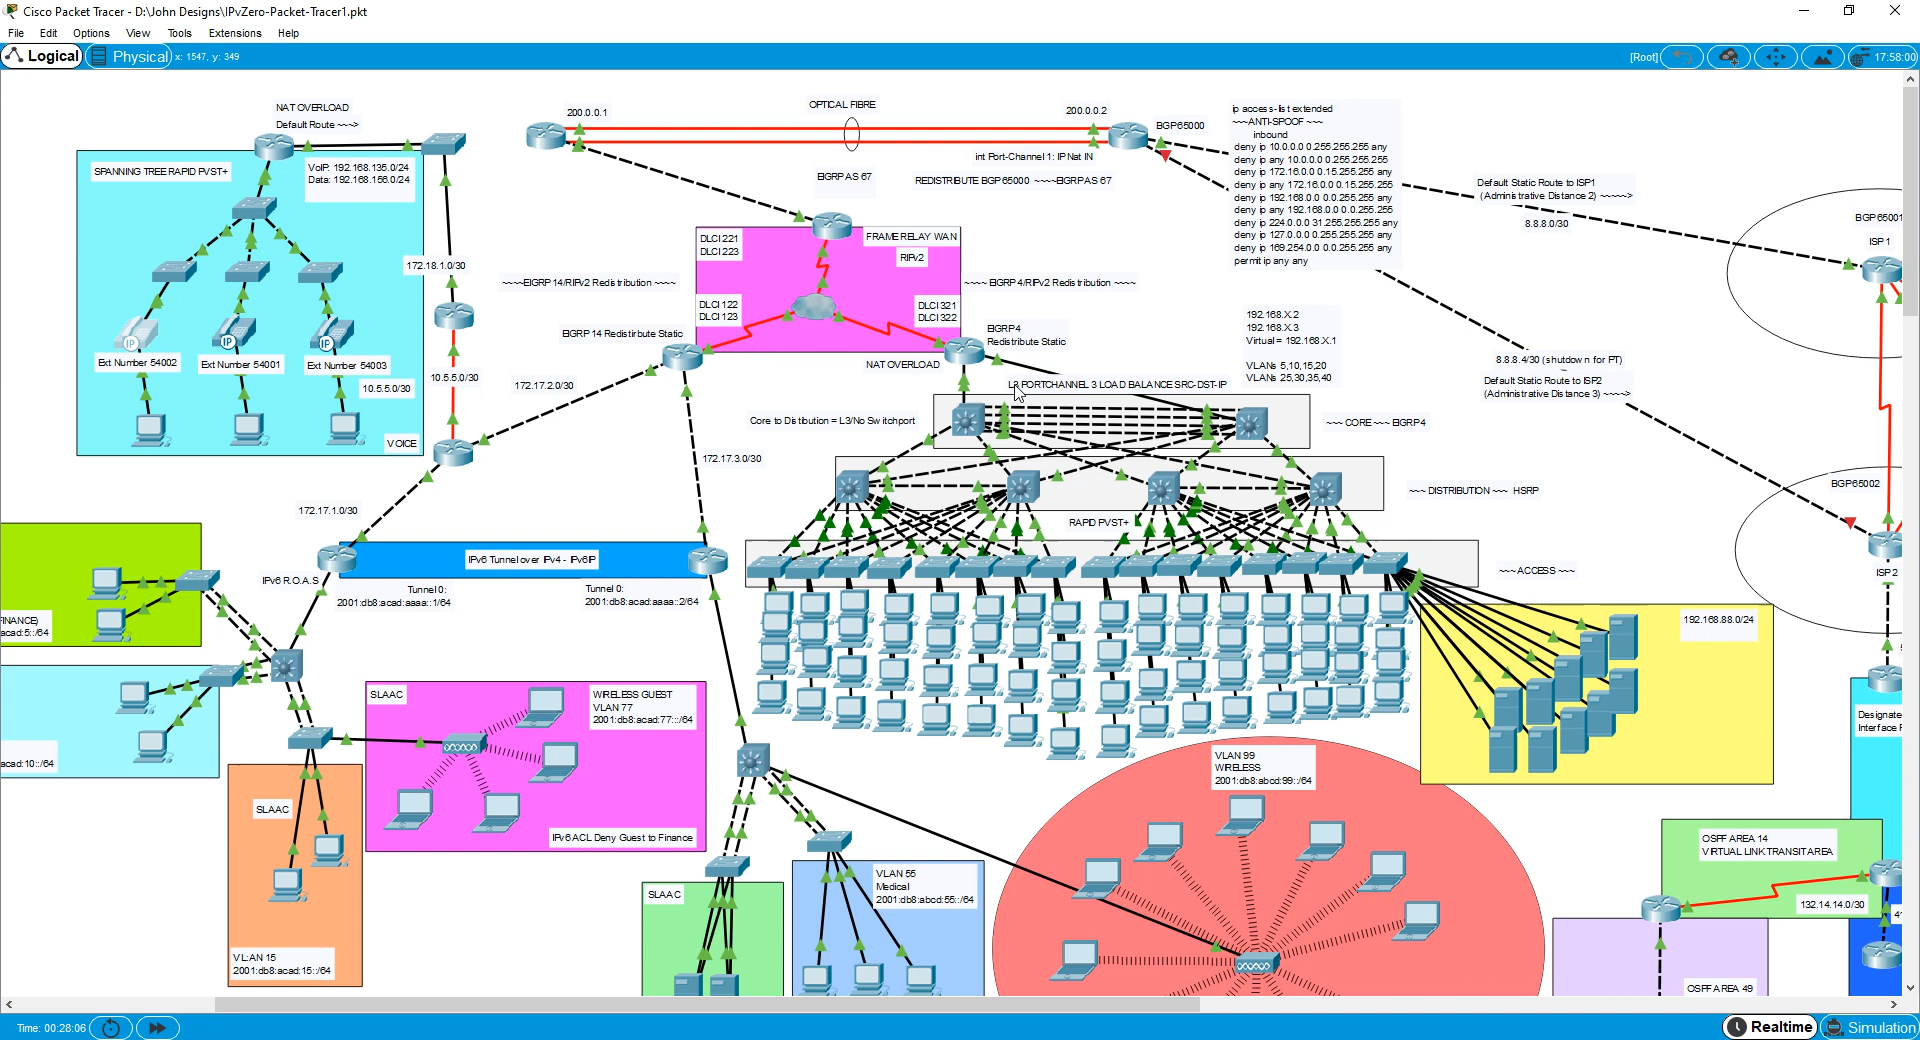 Cisco Packet Tracer - D:\John Designs\IPvZero-Packet-Tracer1.pkt
File Edit Options View Tools Extensions Help
Logical Physical x: 1547, y: 349
[Root] 17:58:00
NAT OVERLOAD
Default Route ~~~>
SPANNING TREE RAPID PVST+
VoIP: 192.168.135.0/24
Data: 192.168.156.0/24
Ext Number 54002
Ext Number 54001
Ext Number 54003
IP
IP
IP
10.5.5.0/30
VOICE
172.18.1.0/30
10.5.5.0/30
200.0.0.1
OPTICAL FIBRE
200.0.0.2
BGP65000
int Port-Channel 1: IP Nat IN
EIGRP AS 67
REDISTRIBUTE BGP 65000 ~~~~EIGRP AS 67
ip access-list extended
~~~ANTI-SPOOF ~~~
inbound
deny ip 10.0.0.0 0.255.255.255 any
deny ip any 10.0.0.0 0.255.255.255
deny ip 172.16.0.0 0.15.255.255 any
deny ip any 172.16.0.0 0.15.255.255
deny ip 192.168.0.0 0.0.255.255 any
deny ip any 192.168.0.0 0.0.255.255
deny ip 224.0.0.0 31.255.255.255 any
deny ip 127.0.0.0 0.255.255.255 any
deny ip 169.254.0.0 0.0.255.255 any
permit ip any any
Default Static Route to ISP1
(Administrative Distance 2) ~~~~~>
8.8.8.0/30
BGP 65001
ISP 1
DLCI 221
DLCI 223
FRAME RELAY WAN
RIPv2
DLCI 122
DLCI 123
DLCI 321
DLCI 322
~~~~EIGRP 14/RIPv2 Redistribution ~~~~
~~~~ EIGRP 4/RIPv2 Redistribution ~~~~
EIGRP 14 Redistirbute Static
EIGRP4
Redistribute Static
NAT OVERLOAD
192.168.X.2
192.168.X.3
Virtual = 192.168.X.1
VLANs 5,10,15,20
VLANs 25,30,35,40
8.8.8.4/30 (shutdown for PT)
Default Static Route to ISP2
(Administrative Distance 3) ~~~~>
172.17.2.0/30
L3 PORTCHANNEL 3 LOAD BALANCE SRC-DST-IP
Core to Distibution = L3/No Switchport
~~~ CORE ~~~ EIGRP4
172.17.3.0/30
BGP65002
ISP 2
~~~ DISTRIBUTION ~~~ HSRP
RAPID PVST+
172.17.1.0/30
IPv6 Tunnel over IPv4 - IPv6IP
IPv6 R.O.A.S
Tunnel 0:
2001:db8:acad:aaaa::1/64
Tunnel 0:
2001:db8:acad:aaaa::2/64
~~~ ACCESS ~~~
FINANCE)
acad:5::/64
192.168.88.0/24
acad:10::/64
SLAAC
WIRELESS GUEST
VLAN 77
2001:db8:acad:77::/64
IPv6 ACL Deny Guest to Finance
SLAAC
VL:AN 15
2001:db8:acad:15::/64
SLAAC
VLAN 55
Medical
2001:db8:abcd:55::/64
VLAN 99
WIRELESS
2001:db8:abcd:99::/64
Designate
Interface
OSPF AREA 14
VIRTUAL LINK TRANSIT AREA
132.14.14.0/30
OSPF AREA 49
Time: 00:28:06
Realtime Simulation